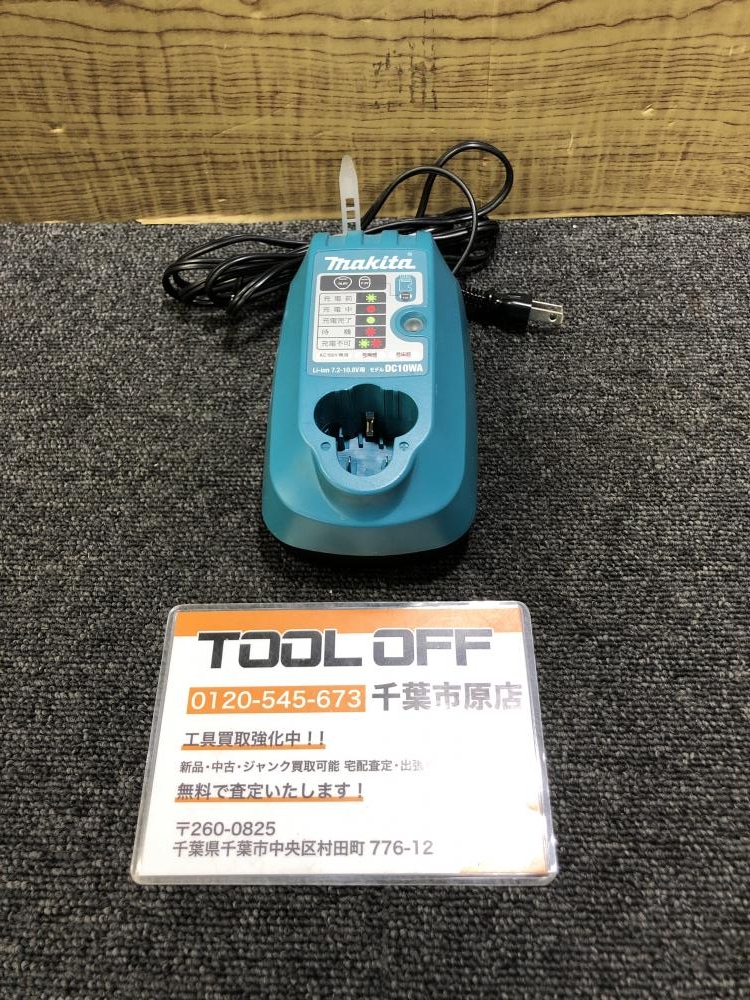 makita
充電前
充電中
充電完了
待機
充電不可
Li-ion 7.2-10.8V用 モデル DC10WA
TOOL OFF
0120-545-673 千葉市原店
工具買取強化中！！
新品・中古・ジャンク買取可能 宅配査定・出張
無料で査定いたします！
〒260-0825
千葉県千葉市中央区村田町 776-12